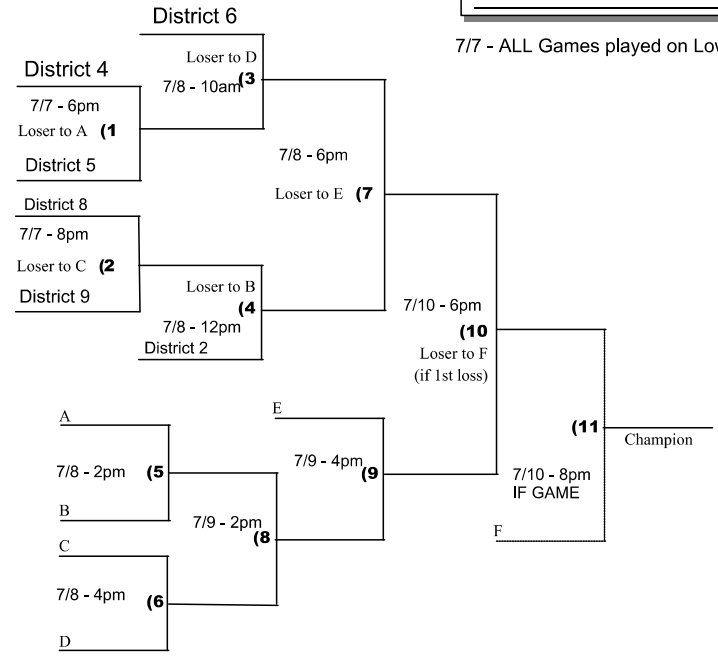 District 6
7/7 - ALL Games played on
Loser to D
7/8 - 10am (3
District 4
7/7 - 6pm
Loser to A (1
District 5
7/8 - 6pm
Loser to E (7
District 8
7/7 - 8pm
Loser to C (2
District 9
Loser to B
(4
7/8 - 12pm
District 2
7/10 - 6pm
(10
Loser to F
(if 1st loss)
A
7/8 - 2pm (5
B
E
7/9 - 4pm (9
(11
Champion
7/10 - 8pm
IF GAME
F
7/9 - 2pm
(8
C
7/8 - 4pm (6
D